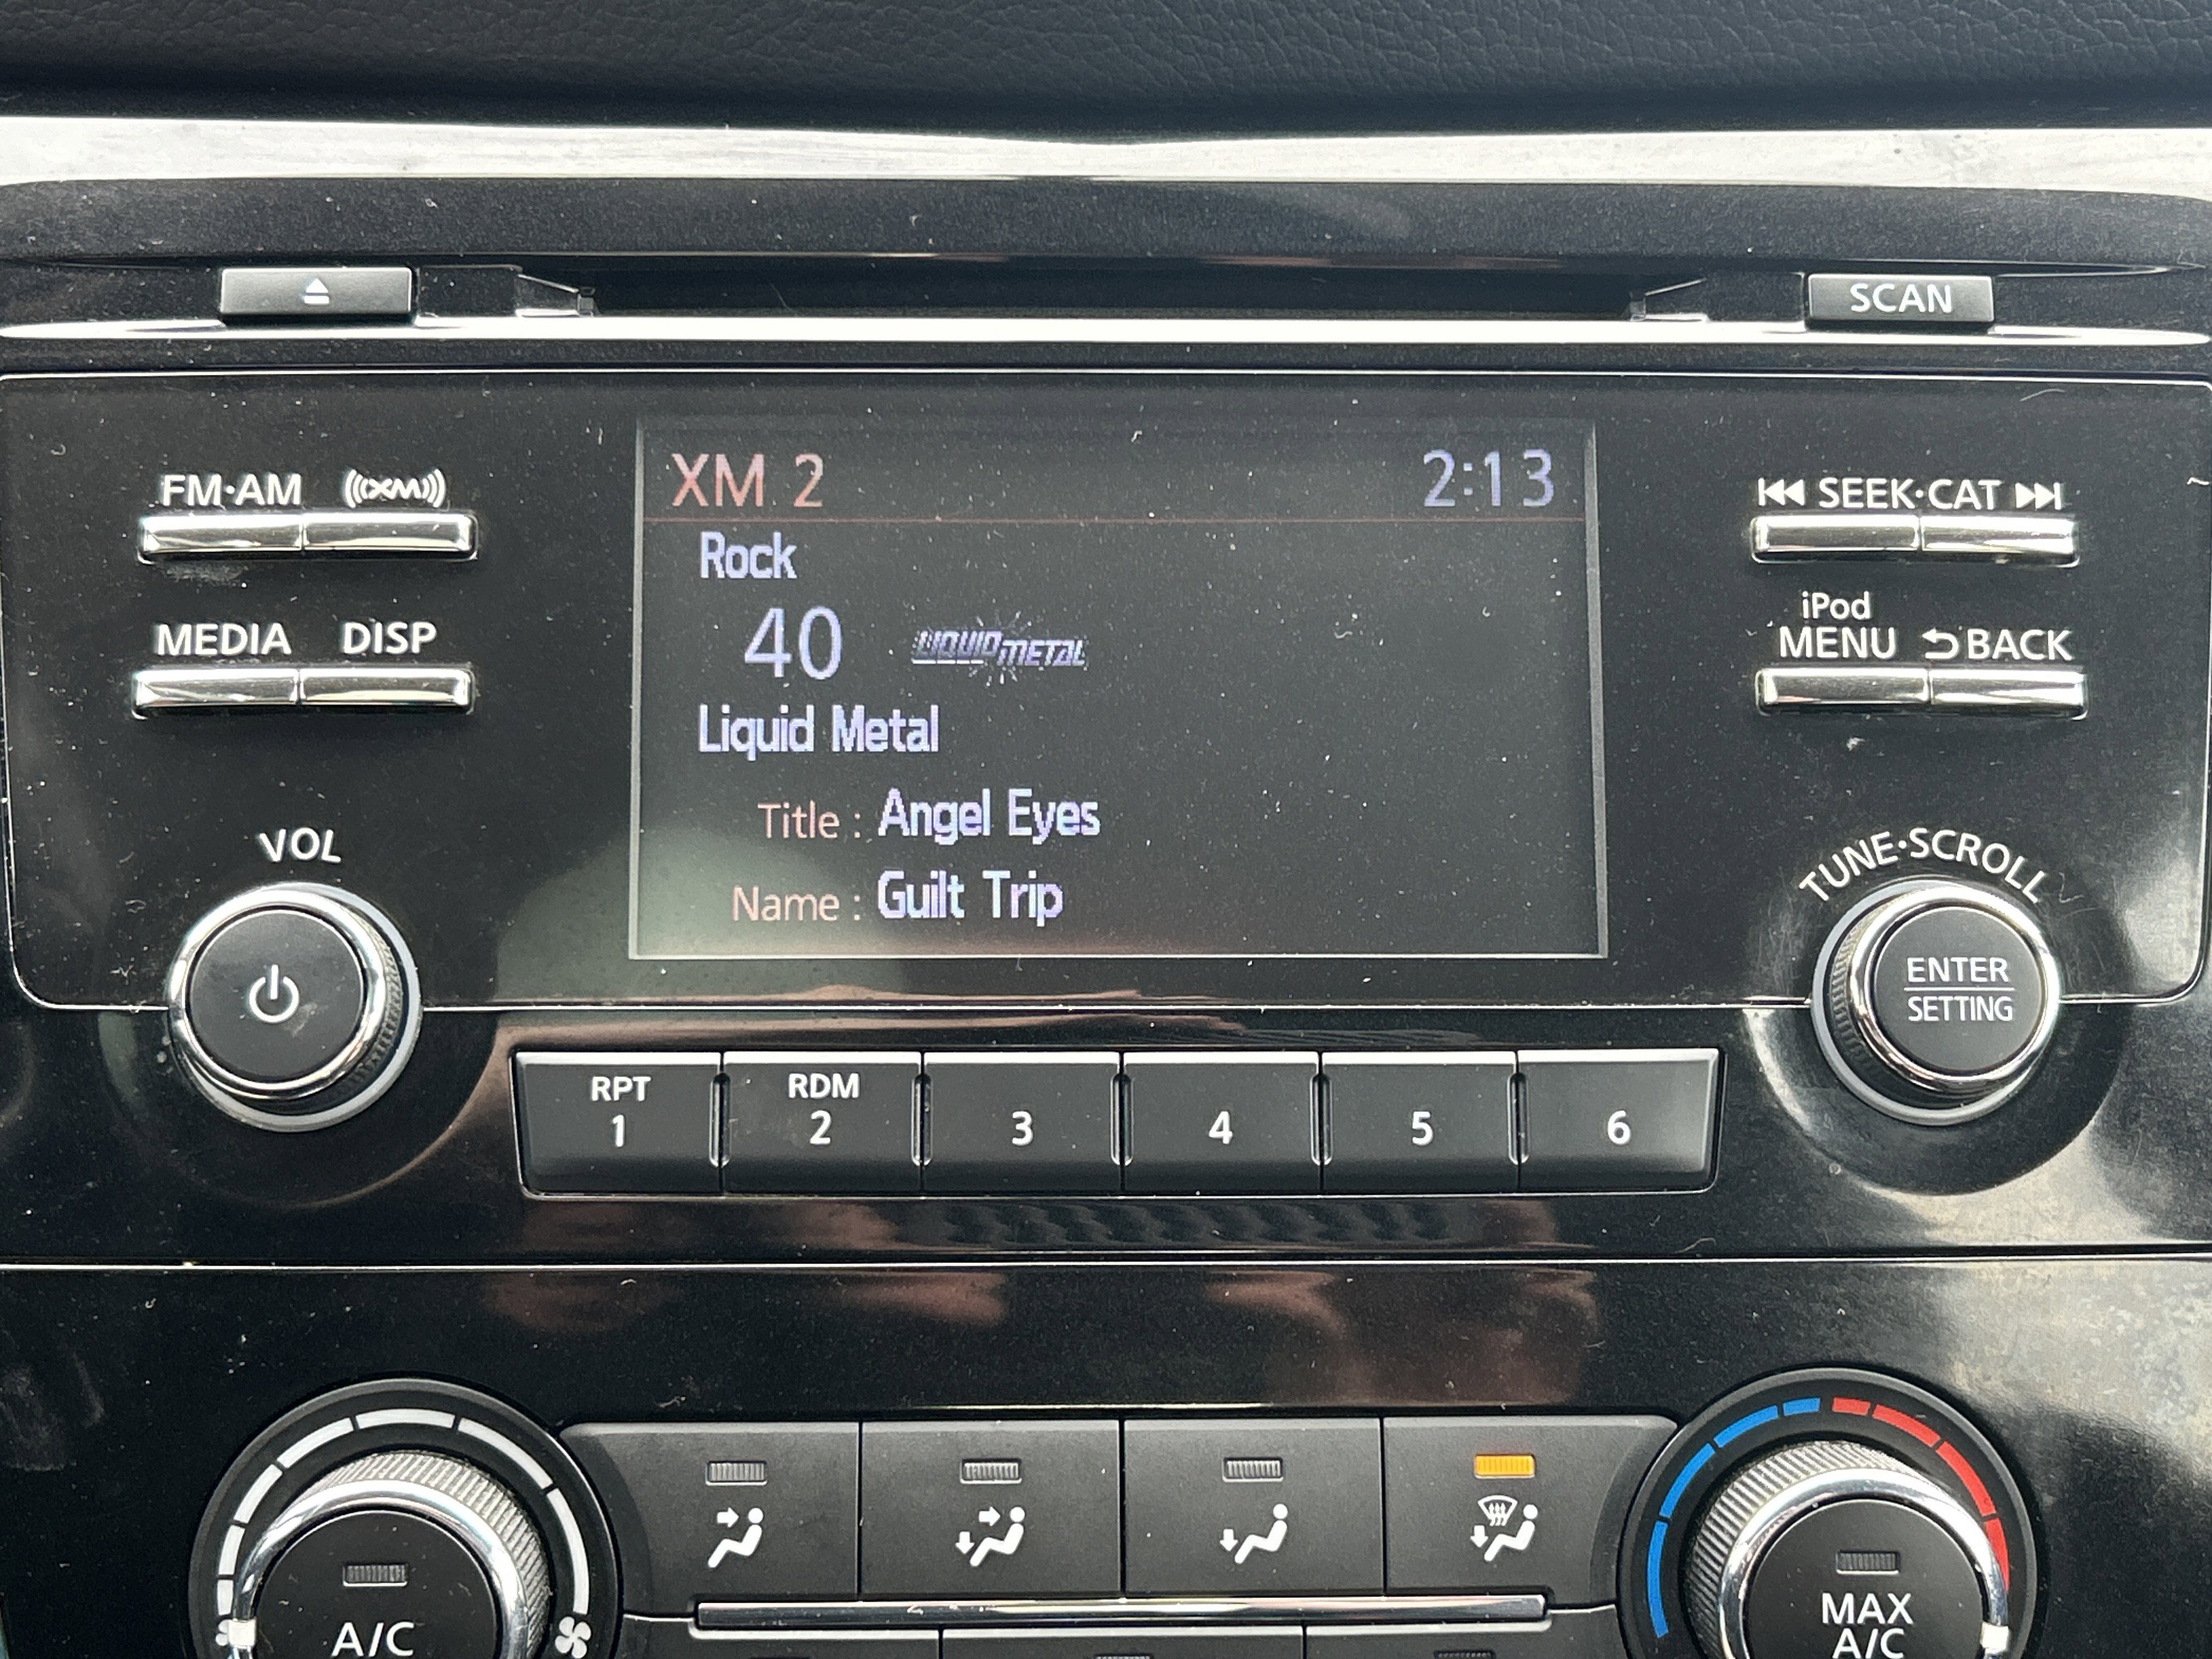 SCAN
FM·AM ((XM))
XM 2 2:13
SEEK·CAT
Rock
40 LIQUID METAL
iPod
MEDIA DISP
MENU BACK
Liquid Metal
Title : Angel Eyes
Name : Guilt Trip
VOL
TUNE·SCROLL
ENTER
SETTING
RPT RDM
1 2 3 4 5 6
A/C
MAX
A/C